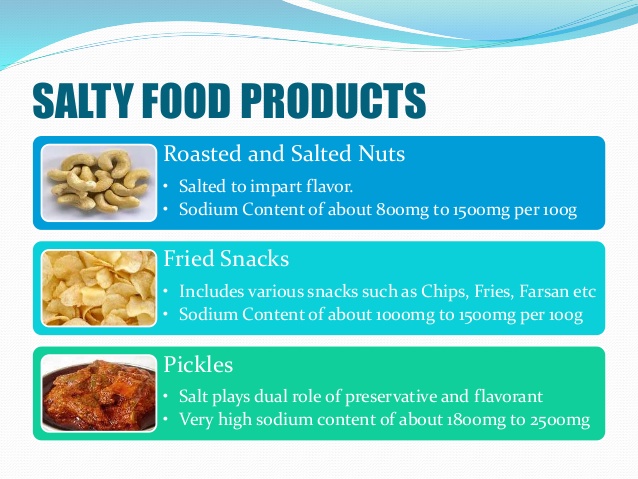 SALTY FOOD PRODUCTS
Roasted and Salted Nuts
• Salted to impart flavor.
• Sodium Content of about 800mg to 1500mg per 100g
Fried Snacks
• Includes various snacks such as Chips, Fries, Farsan etc
• Sodium Content of about 1000mg to 1500mg per 100g
Pickles
• Salt plays dual role of preservative and flavorant
• Very high sodium content of about 1800mg to 2500mg